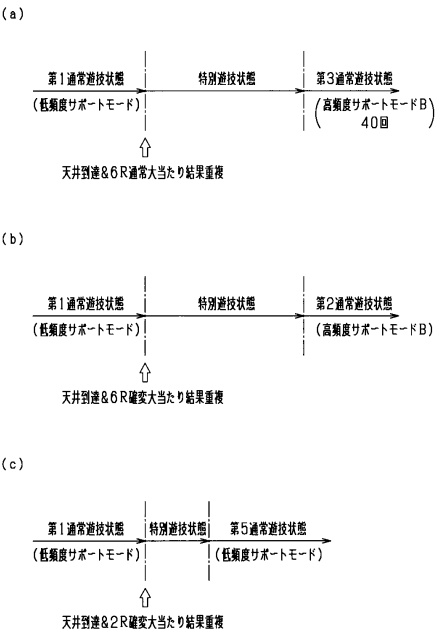 (a)
第1通常遊技状態 特別遊技状態 第3通常遊技状態
(低頻度サポートモード) (高頻度サポートモードB
40回)
天井到達&6R通常大当たり結果重複
(b)
第1通常遊技状態 特別遊技状態 第2通常遊技状態
(低頻度サポートモード) (高頻度サポートモードB)
天井到達&6R確変大当たり結果重複
(c)
第1通常遊技状態 特別遊技状態 第5通常遊技状態
(低頻度サポートモード) (低頻度サポートモード)
天井到達&2R確変大当たり結果重複